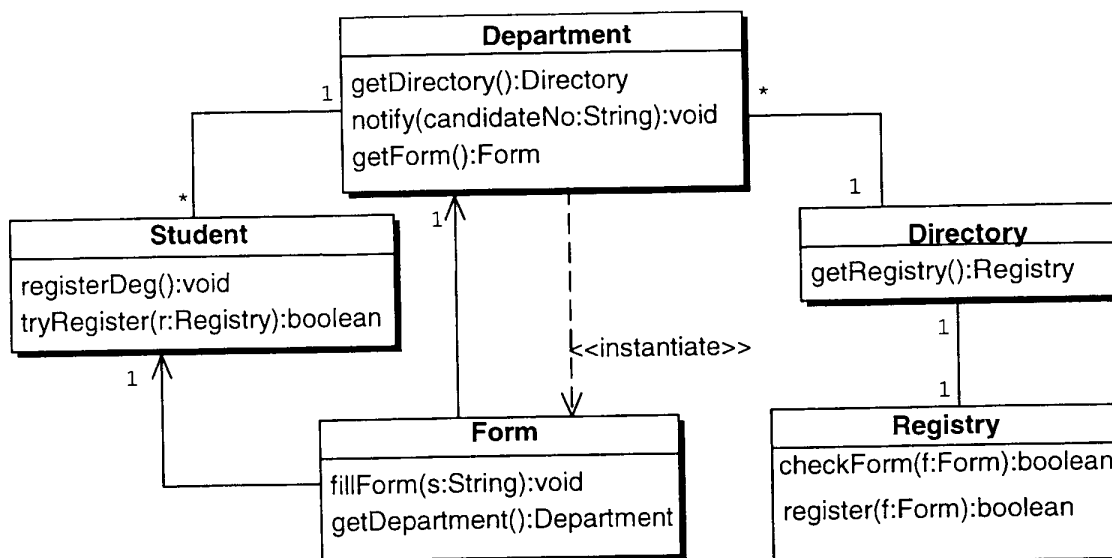 Department
getDirectory():Directory
notify(candidateNo:String):void
getForm():Form
1
*
*
1
1
Student
registerDeg():void
tryRegister(r:Registry):boolean
1
Directory
getRegistry():Registry
1
1
<<instantiate>>
Form
fillForm(s:String):void
getDepartment():Department
Registry
checkForm(f:Form):boolean
register(f:Form):boolean